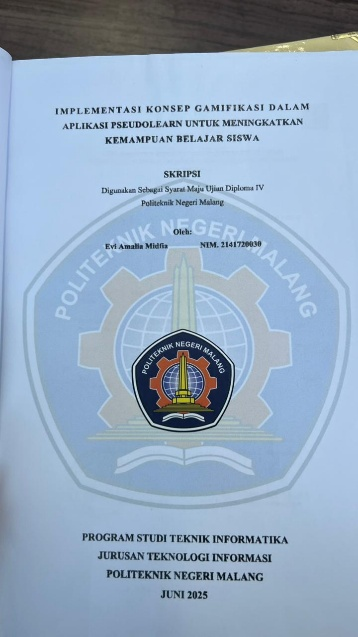 IMPLEMENTASI KONSEP GAMIFIKASI DALAM
APLIKASI PSEUDOLEARN UNTUK MENINGKATKAN
KEMAMPUAN BELAJAR SISWA
SKRIPSI
Digunakan Sebagai Syarat Maju Ujian Diploma IV
Politeknik Negeri Malang
Oleh:
Evi Amalia Midfia NIM. 2141720030
POLITEKNIK NEGERI MALANG
POLITEKNIK NEGERI MALANG
PROGRAM STUDI TEKNIK INFORMATIKA
JURUSAN TEKNOLOGI INFORMASI
POLITEKNIK NEGERI MALANG
JUNI 2025